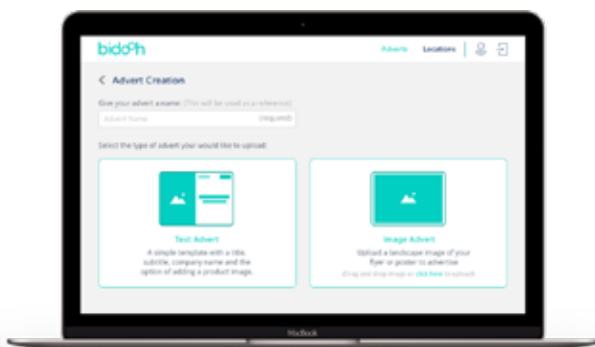 bidooh
Adverts Locations
Advert Creation
Give your advert a name: (This will be used as a reference)
Advert Name (required)
Select the type of advert your would like to upload:
Text Advert
A simple template with a title,
subtitle, company name and the
option of adding a product image.
Image Advert
Upload a landscape image of your
flyer or poster to advertise
(Drag and drop image or click here to upload)
MacBook